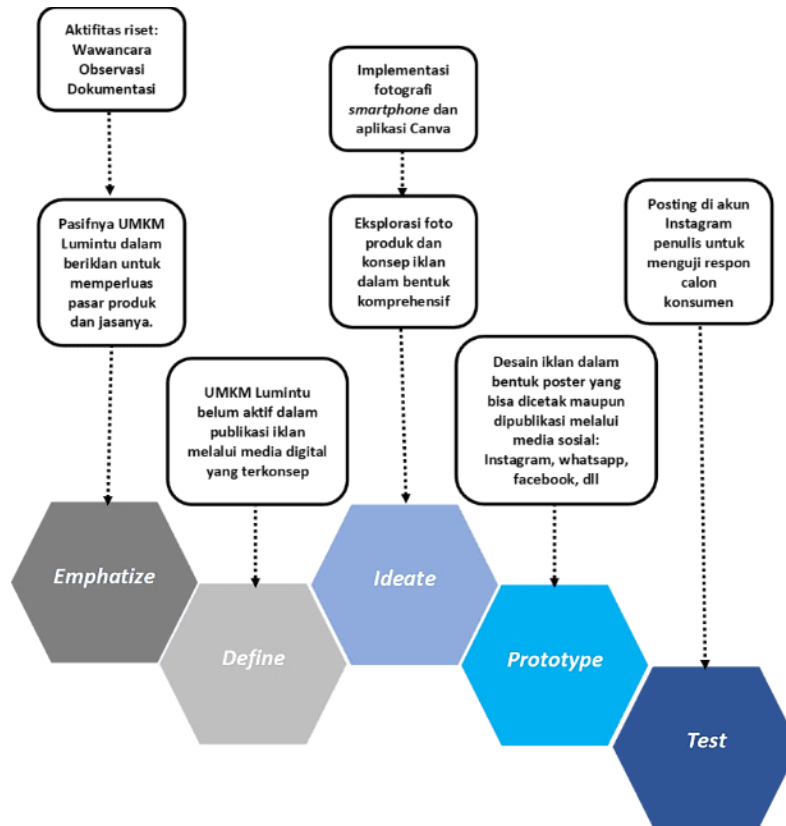 Aktifitas riset:
Wawancara
Observasi
Dokumentasi
Pasifnya UMKM
Lumintu dalam
beriklan untuk
memperluas
pasar produk
dan jasanya.
Emphatize
UMKM Lumintu
belum aktif dalam
publikasi iklan
melalui media digital
yang terkonsep
Define
Implementasi
fotografi
smartphone dan
aplikasi Canva
Eksplorasi foto
produk dan
konsep iklan
dalam bentuk
komprehensif
Ideate
Desain iklan dalam
bentuk poster yang
bisa dicetak maupun
dipublikasi melalui
media sosial:
Instagram, whatsapp,
facebook, dll
Prototype
Posting di akun
Instagram
penulis untuk
menguji respon
calon
konsumen
Test